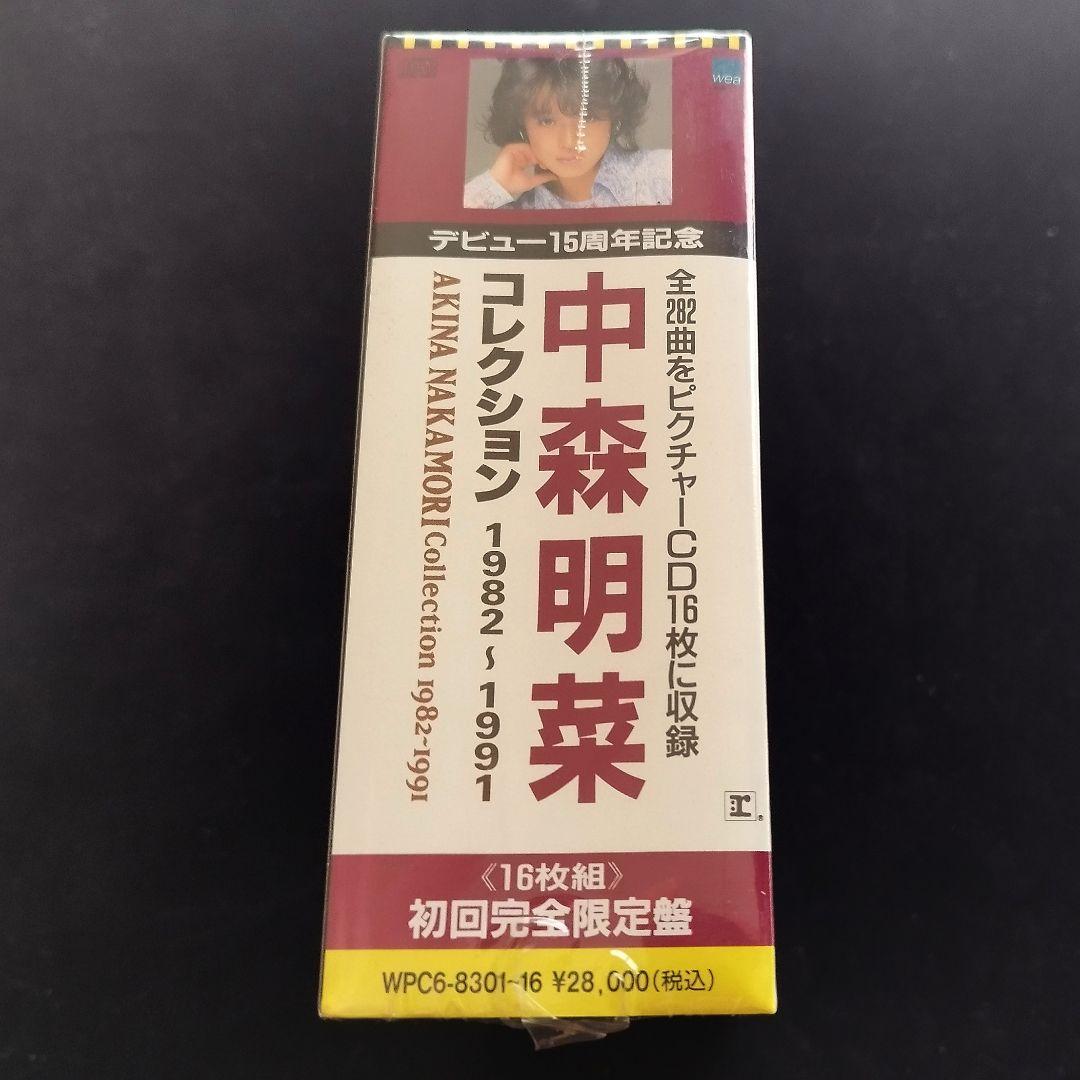 wea
デビュー15周年記念
全282曲をピクチャーCD16枚に収録
中森明菜
コレクション 1982~1991
AKINA NAKAMORI Collection 1982~1991
r®
《16枚組》
初回完全限定盤
WPC6-8301~16 ¥28,000(税込)